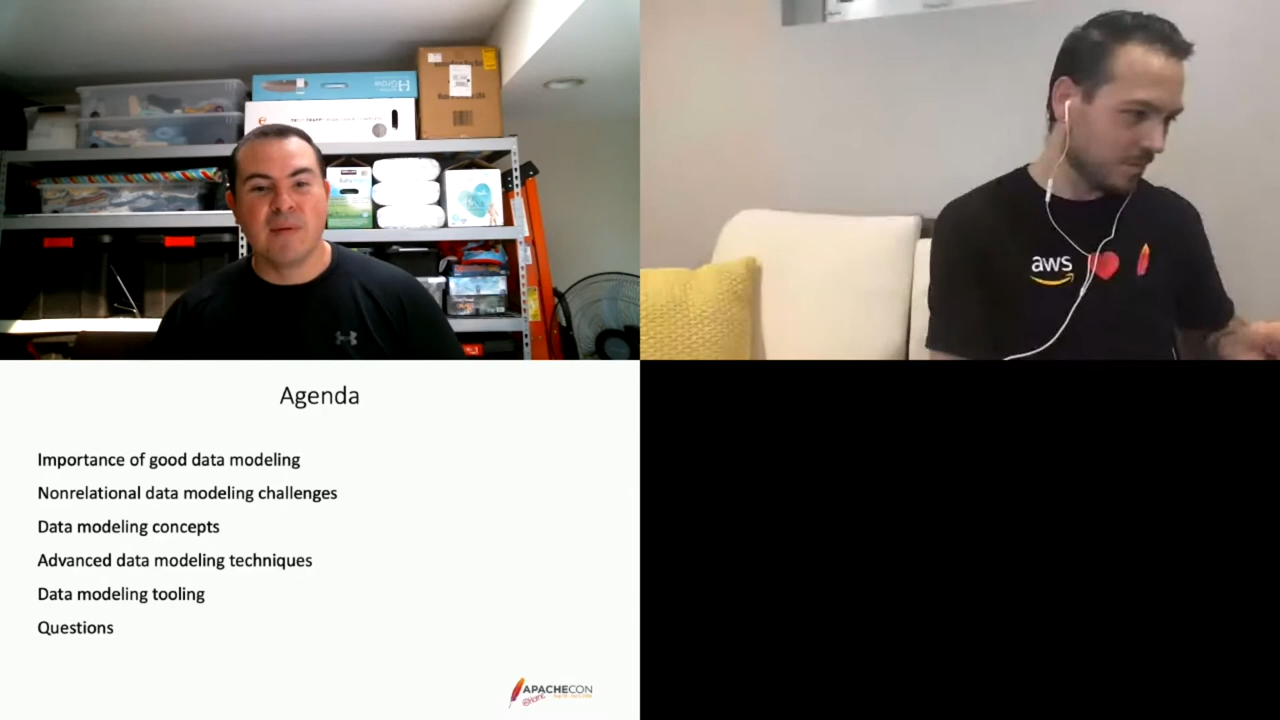 aws
Agenda
Importance of good data modeling
Nonrelational data modeling challenges
Data modeling concepts
Advanced data modeling techniques
Data modeling tooling
Questions
APACHECON
@Home